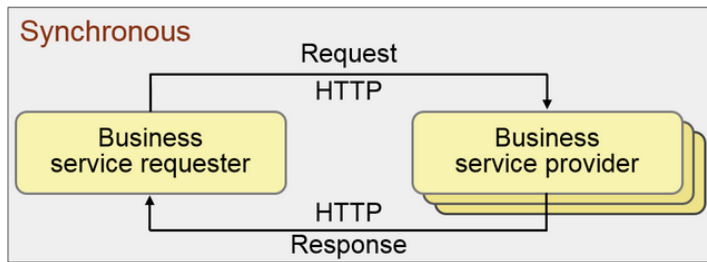 Synchronous
Request
HTTP
Business
service requester
Business
service provider
HTTP
Response